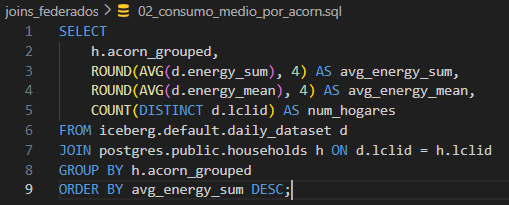 joins_federados > 02_consumo_medio_por_acorn.sql
1 SELECT
2 h.acorn_grouped,
3 ROUND(AVG(d.energy_sum), 4) AS avg_energy_sum,
4 ROUND(AVG(d.energy_mean), 4) AS avg_energy_mean,
5 COUNT(DISTINCT d.lclid) AS num_hogares
6 FROM iceberg.default.daily_dataset d
7 JOIN postgres.public.households h ON d.lclid = h.lclid
8 GROUP BY h.acorn_grouped
9 ORDER BY avg_energy_sum DESC;